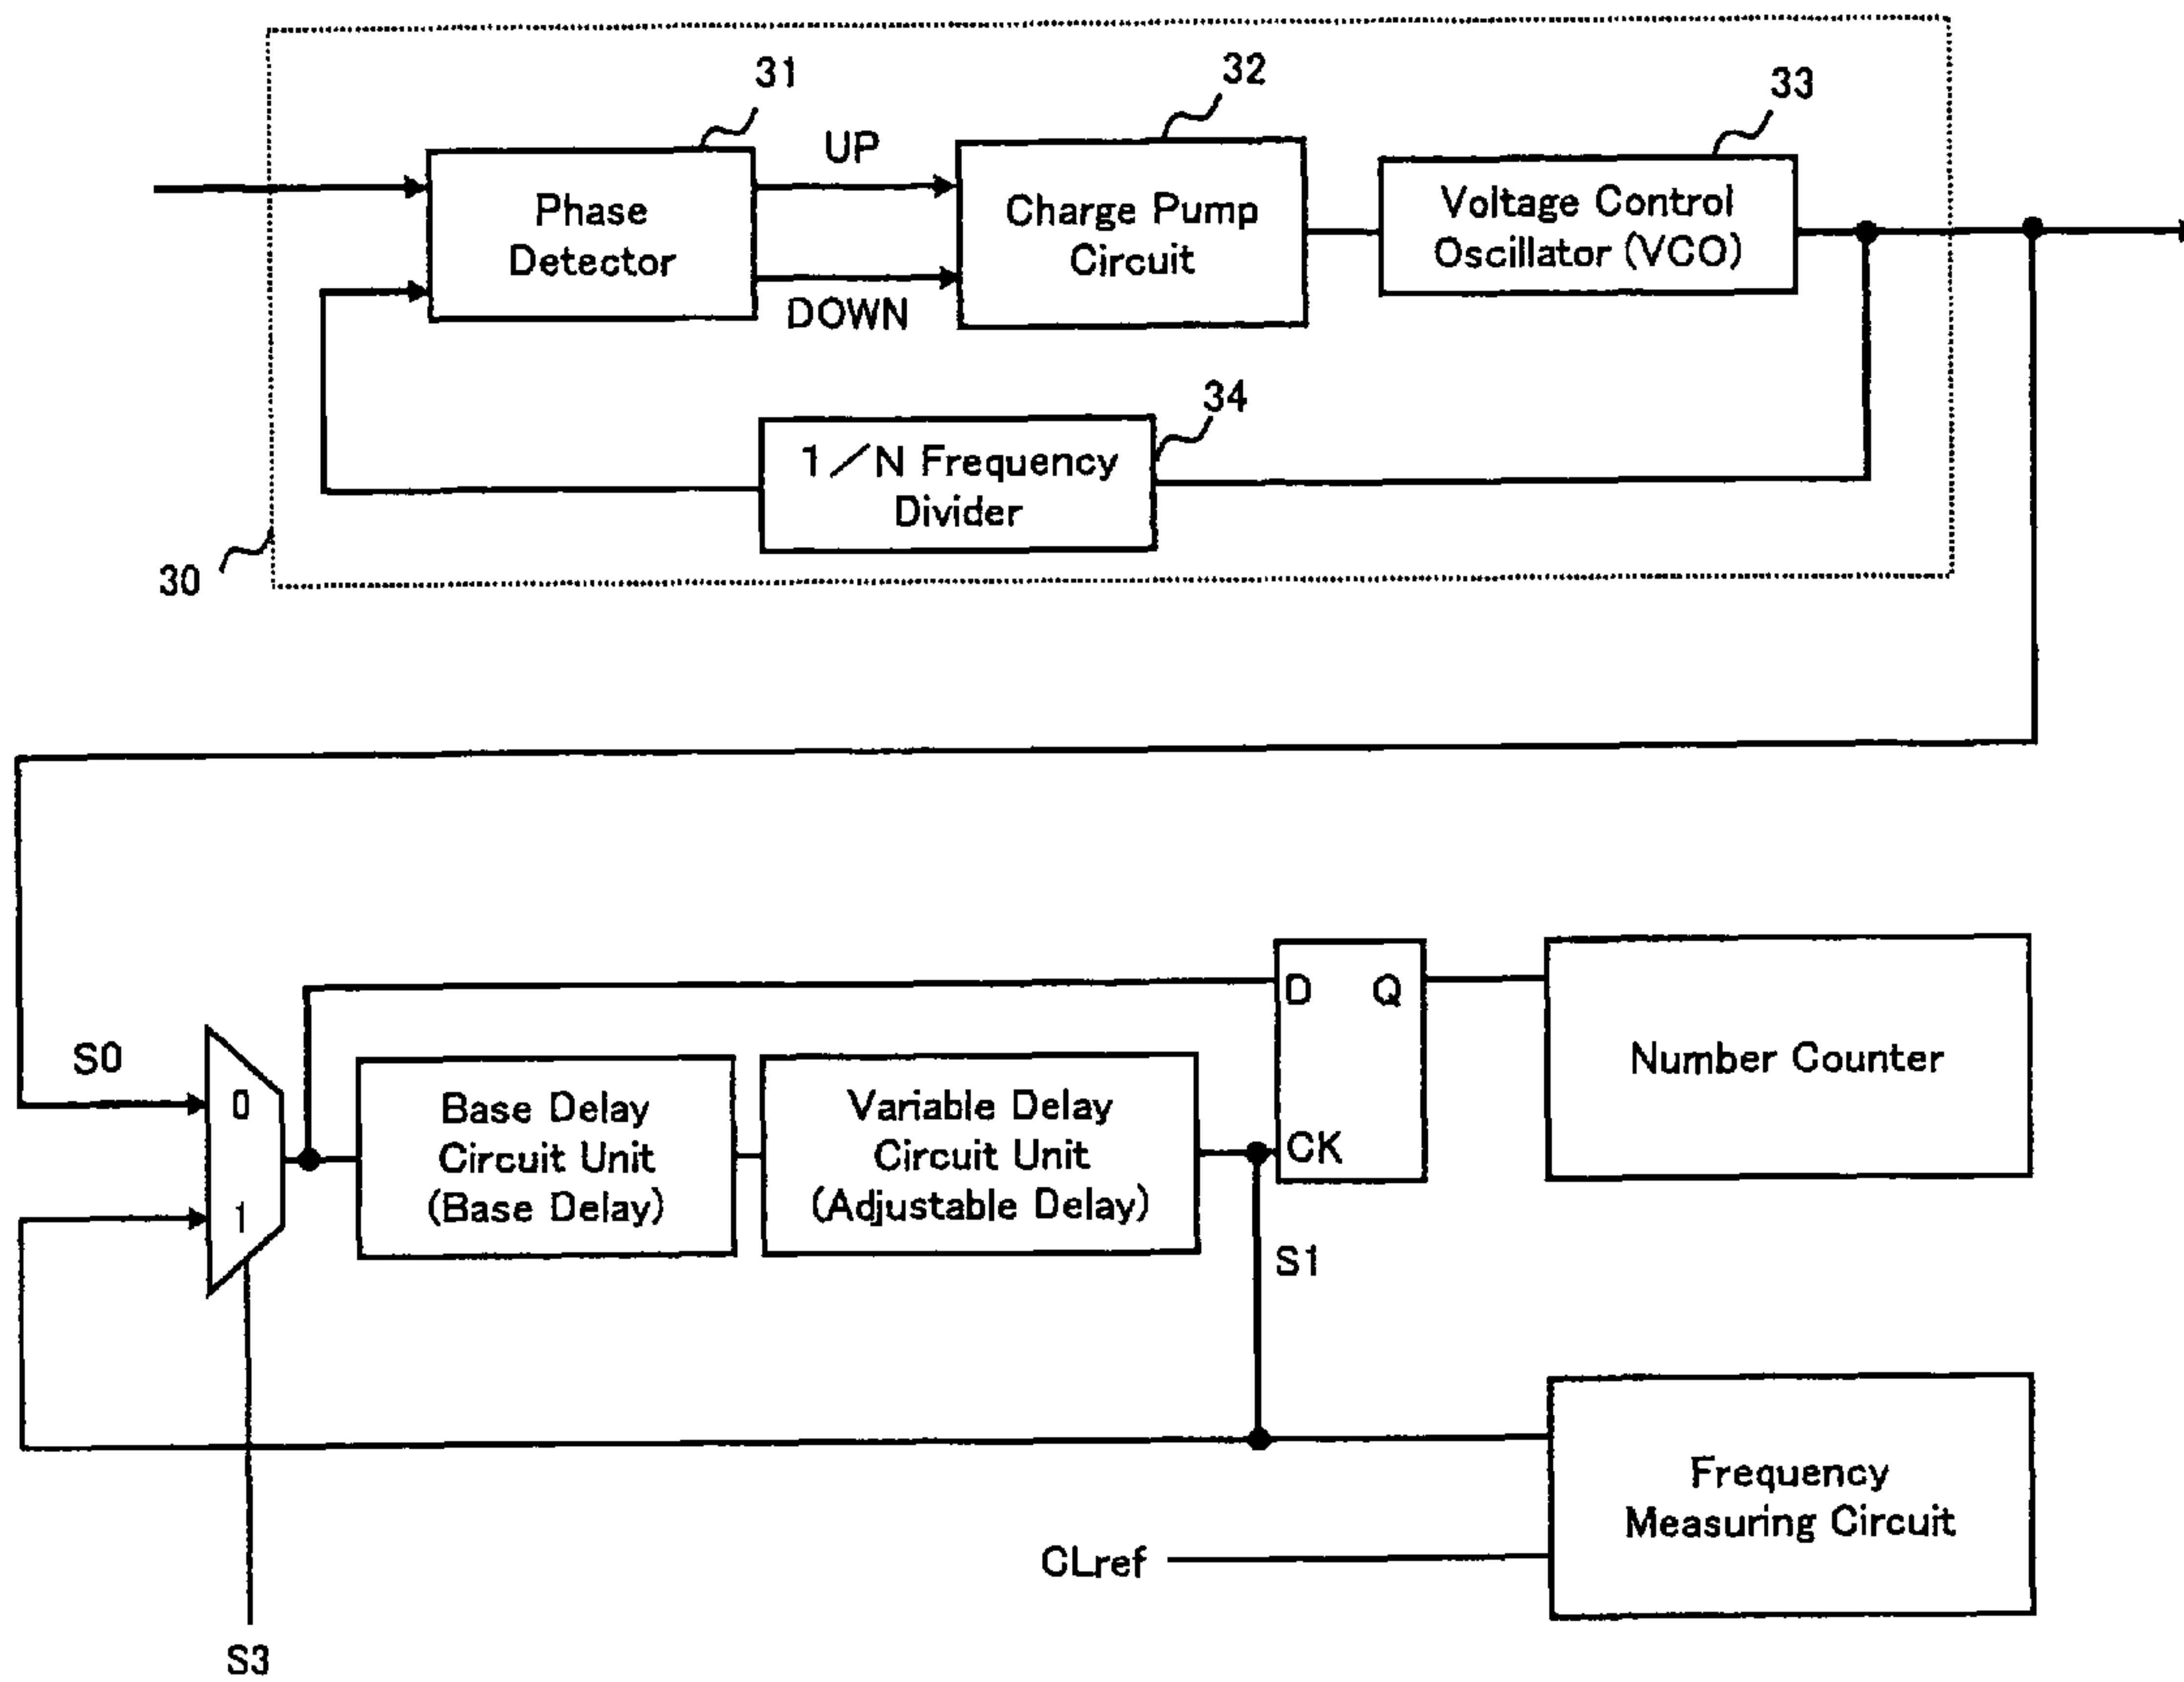 31
32
33
UP
Phase
Detector
Charge Pump
Circuit
Voltage Control
Oscillator (VCO)
DOWN
34
1/N Frequency
Divider
30
D Q
S0
0
Base Delay
Circuit Unit
(Base Delay)
Variable Delay
Circuit Unit
(Adjustable Delay)
CK
Number Counter
1
S1
Frequency
Measuring Circuit
CLref
S3